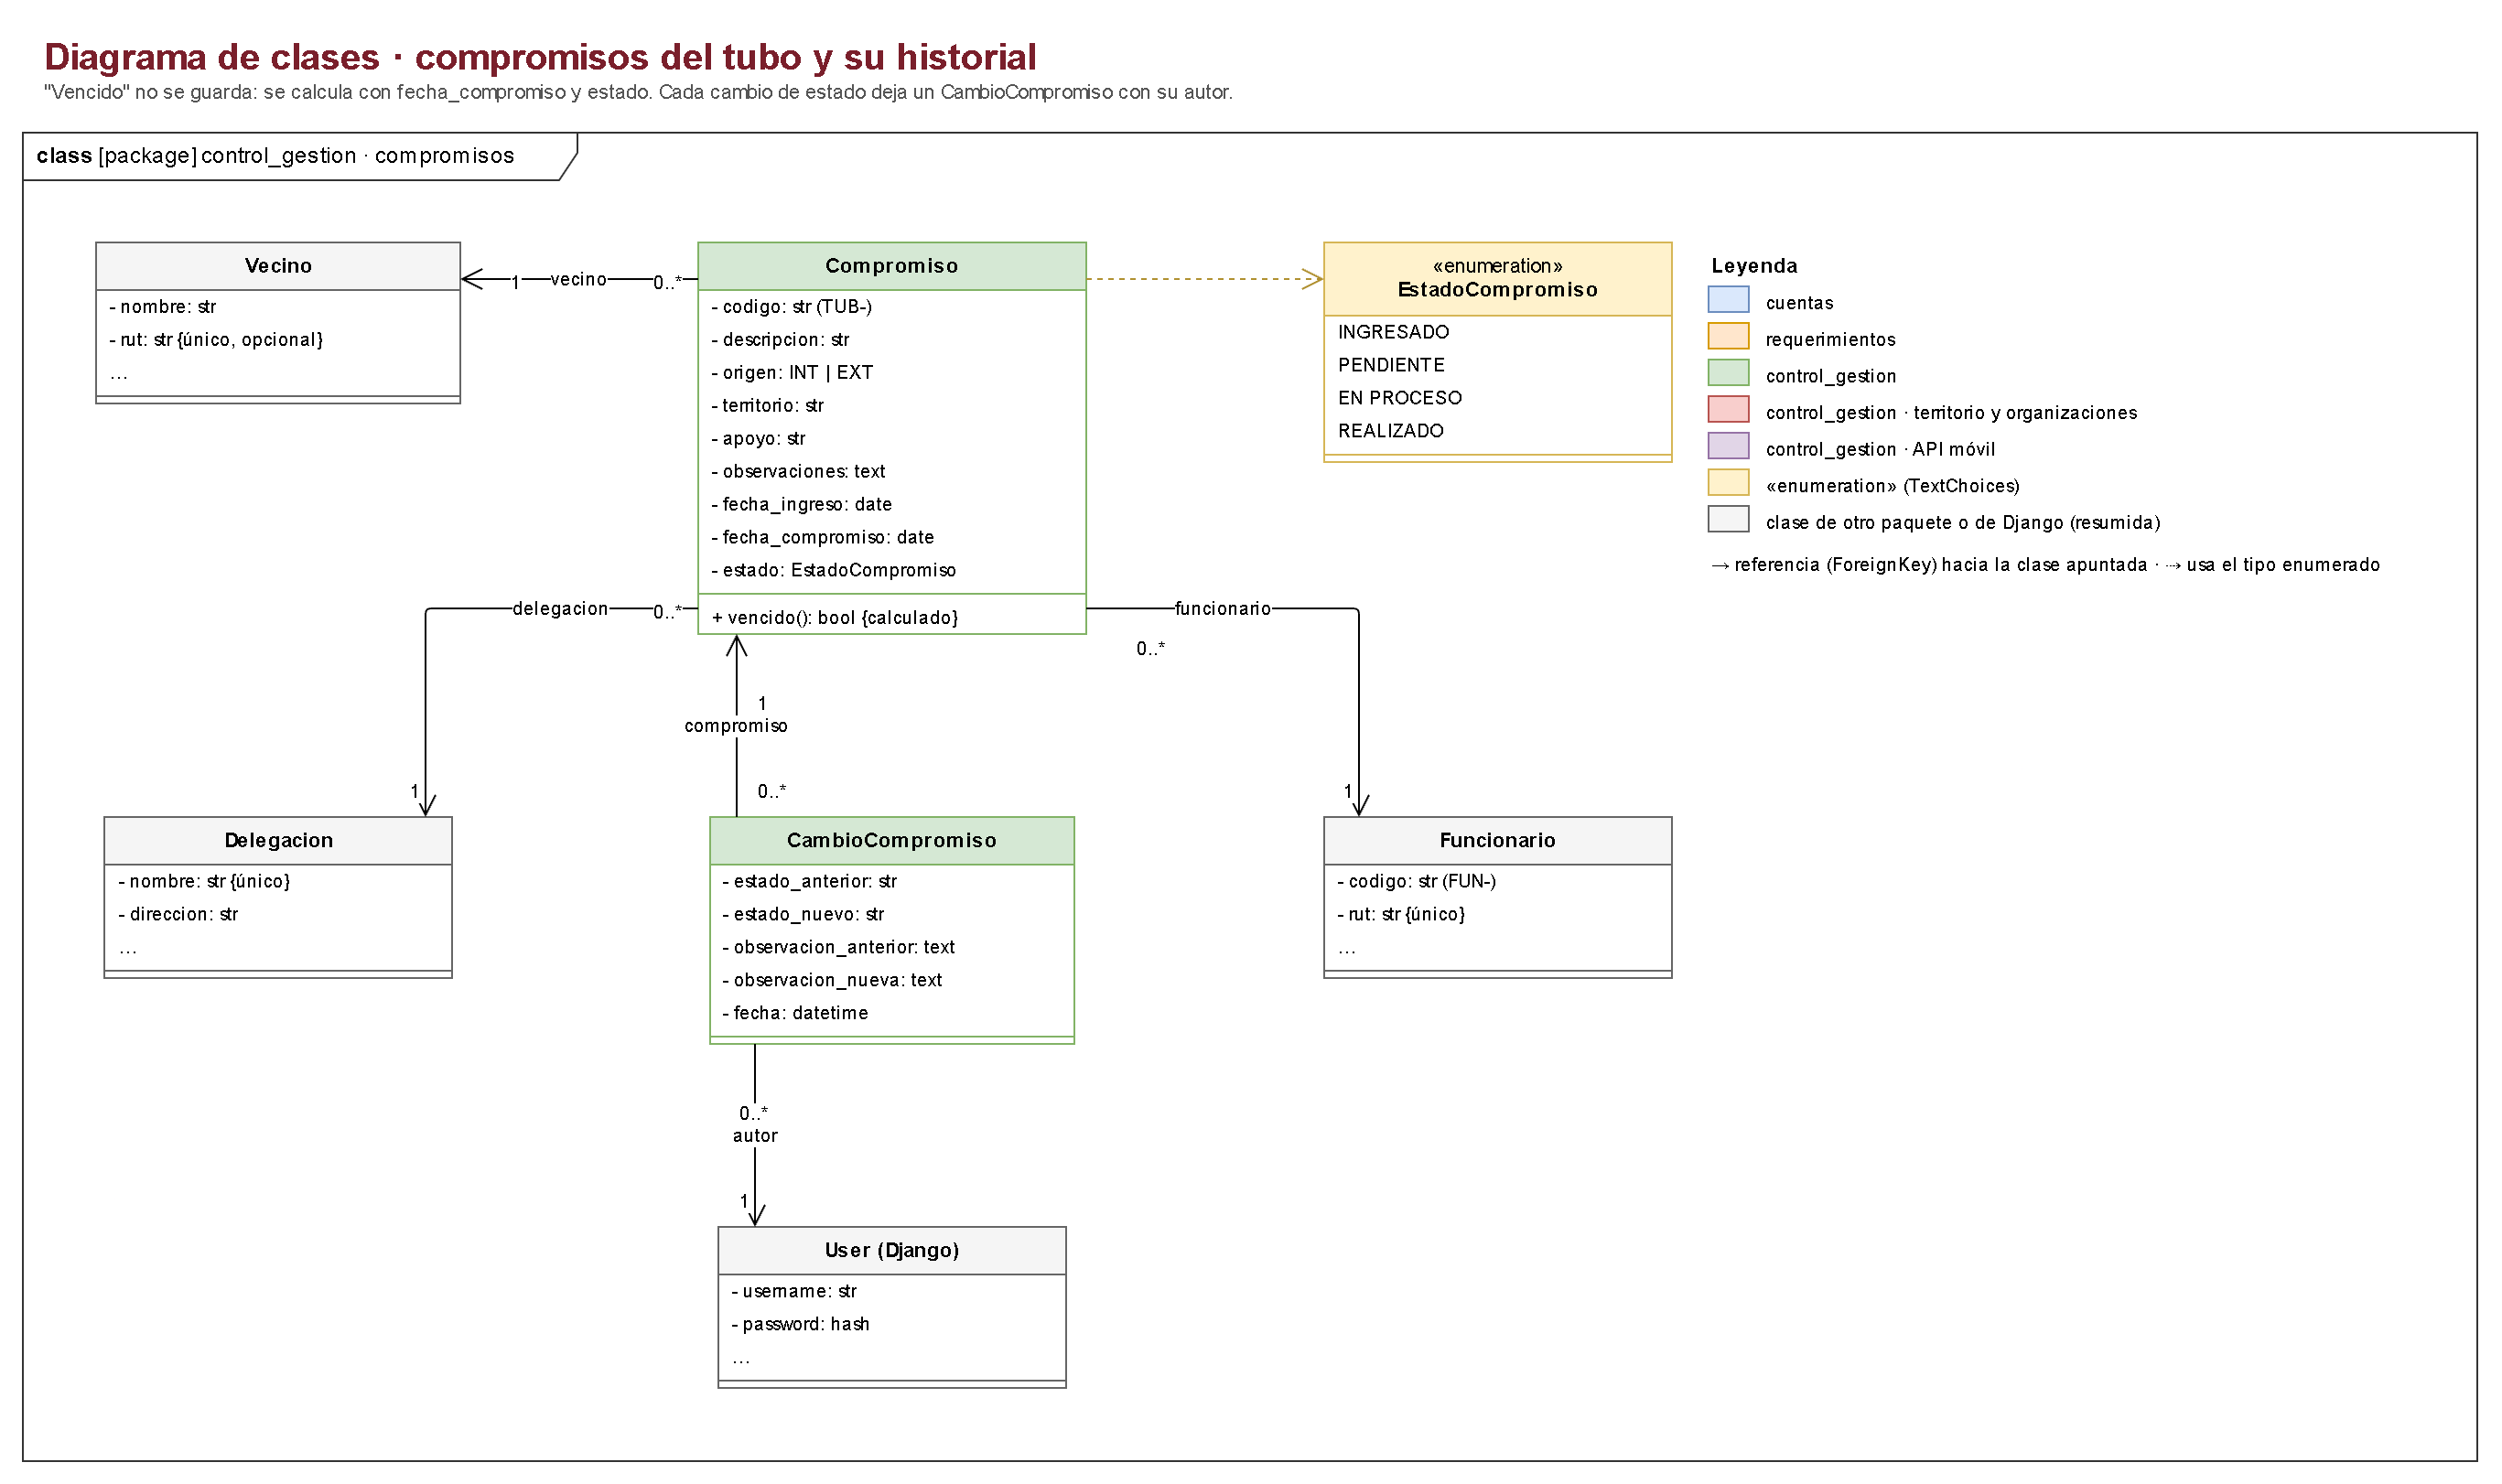 Diagrama de clases · compromisos del tubo y su historial
"Vencido" no se guarda: se calcula con fecha_compromiso y estado. Cada cambio de estado deja un CambioCompromiso con su autor.
class [package] control_gestion · compromisos
Vecino
- nombre: str
- rut: str {único, opcional}
...
1
vecino
0..*
Compromiso
- codigo: str (TUB-)
- descripcion: str
- origen: INT | EXT
- territorio: str
- apoyo: str
- observaciones: text
- fecha_ingreso: date
- fecha_compromiso: date
- estado: EstadoCompromiso
+ vencido(): bool {calculado}
«enumeration»
EstadoCompromiso
INGRESADO
PENDIENTE
EN PROCESO
REALIZADO
Leyenda
cuentas
requerimientos
control_gestion
control_gestion · territorio y organizaciones
control_gestion · API móvil
«enumeration» (TextChoices)
clase de otro paquete o de Django (resumida)
→ referencia (ForeignKey) hacia la clase apuntada · ⇢ usa el tipo enumerado
delegacion
0..*
1
funcionario
0..*
1
1
compromiso
0..*
Delegacion
- nombre: str {único}
- direccion: str
...
CambioCompromiso
- estado_anterior: str
- estado_nuevo: str
- observacion_anterior: text
- observacion_nueva: text
- fecha: datetime
Funcionario
- codigo: str (FUN-)
- rut: str {único}
...
0..*
autor
1
User (Django)
- username: str
- password: hash
...